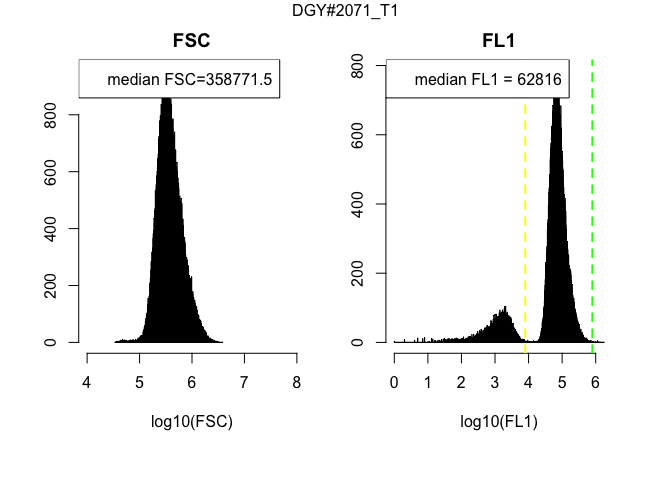 DGY#2071_T1
FSC
median FSC=358771.5
0
200
400
600
800
4 5 6 7 8
log10(FSC)
FL1
median FL1 = 62816
0
200
400
600
800
0 1 2 3 4 5 6
log10(FL1)